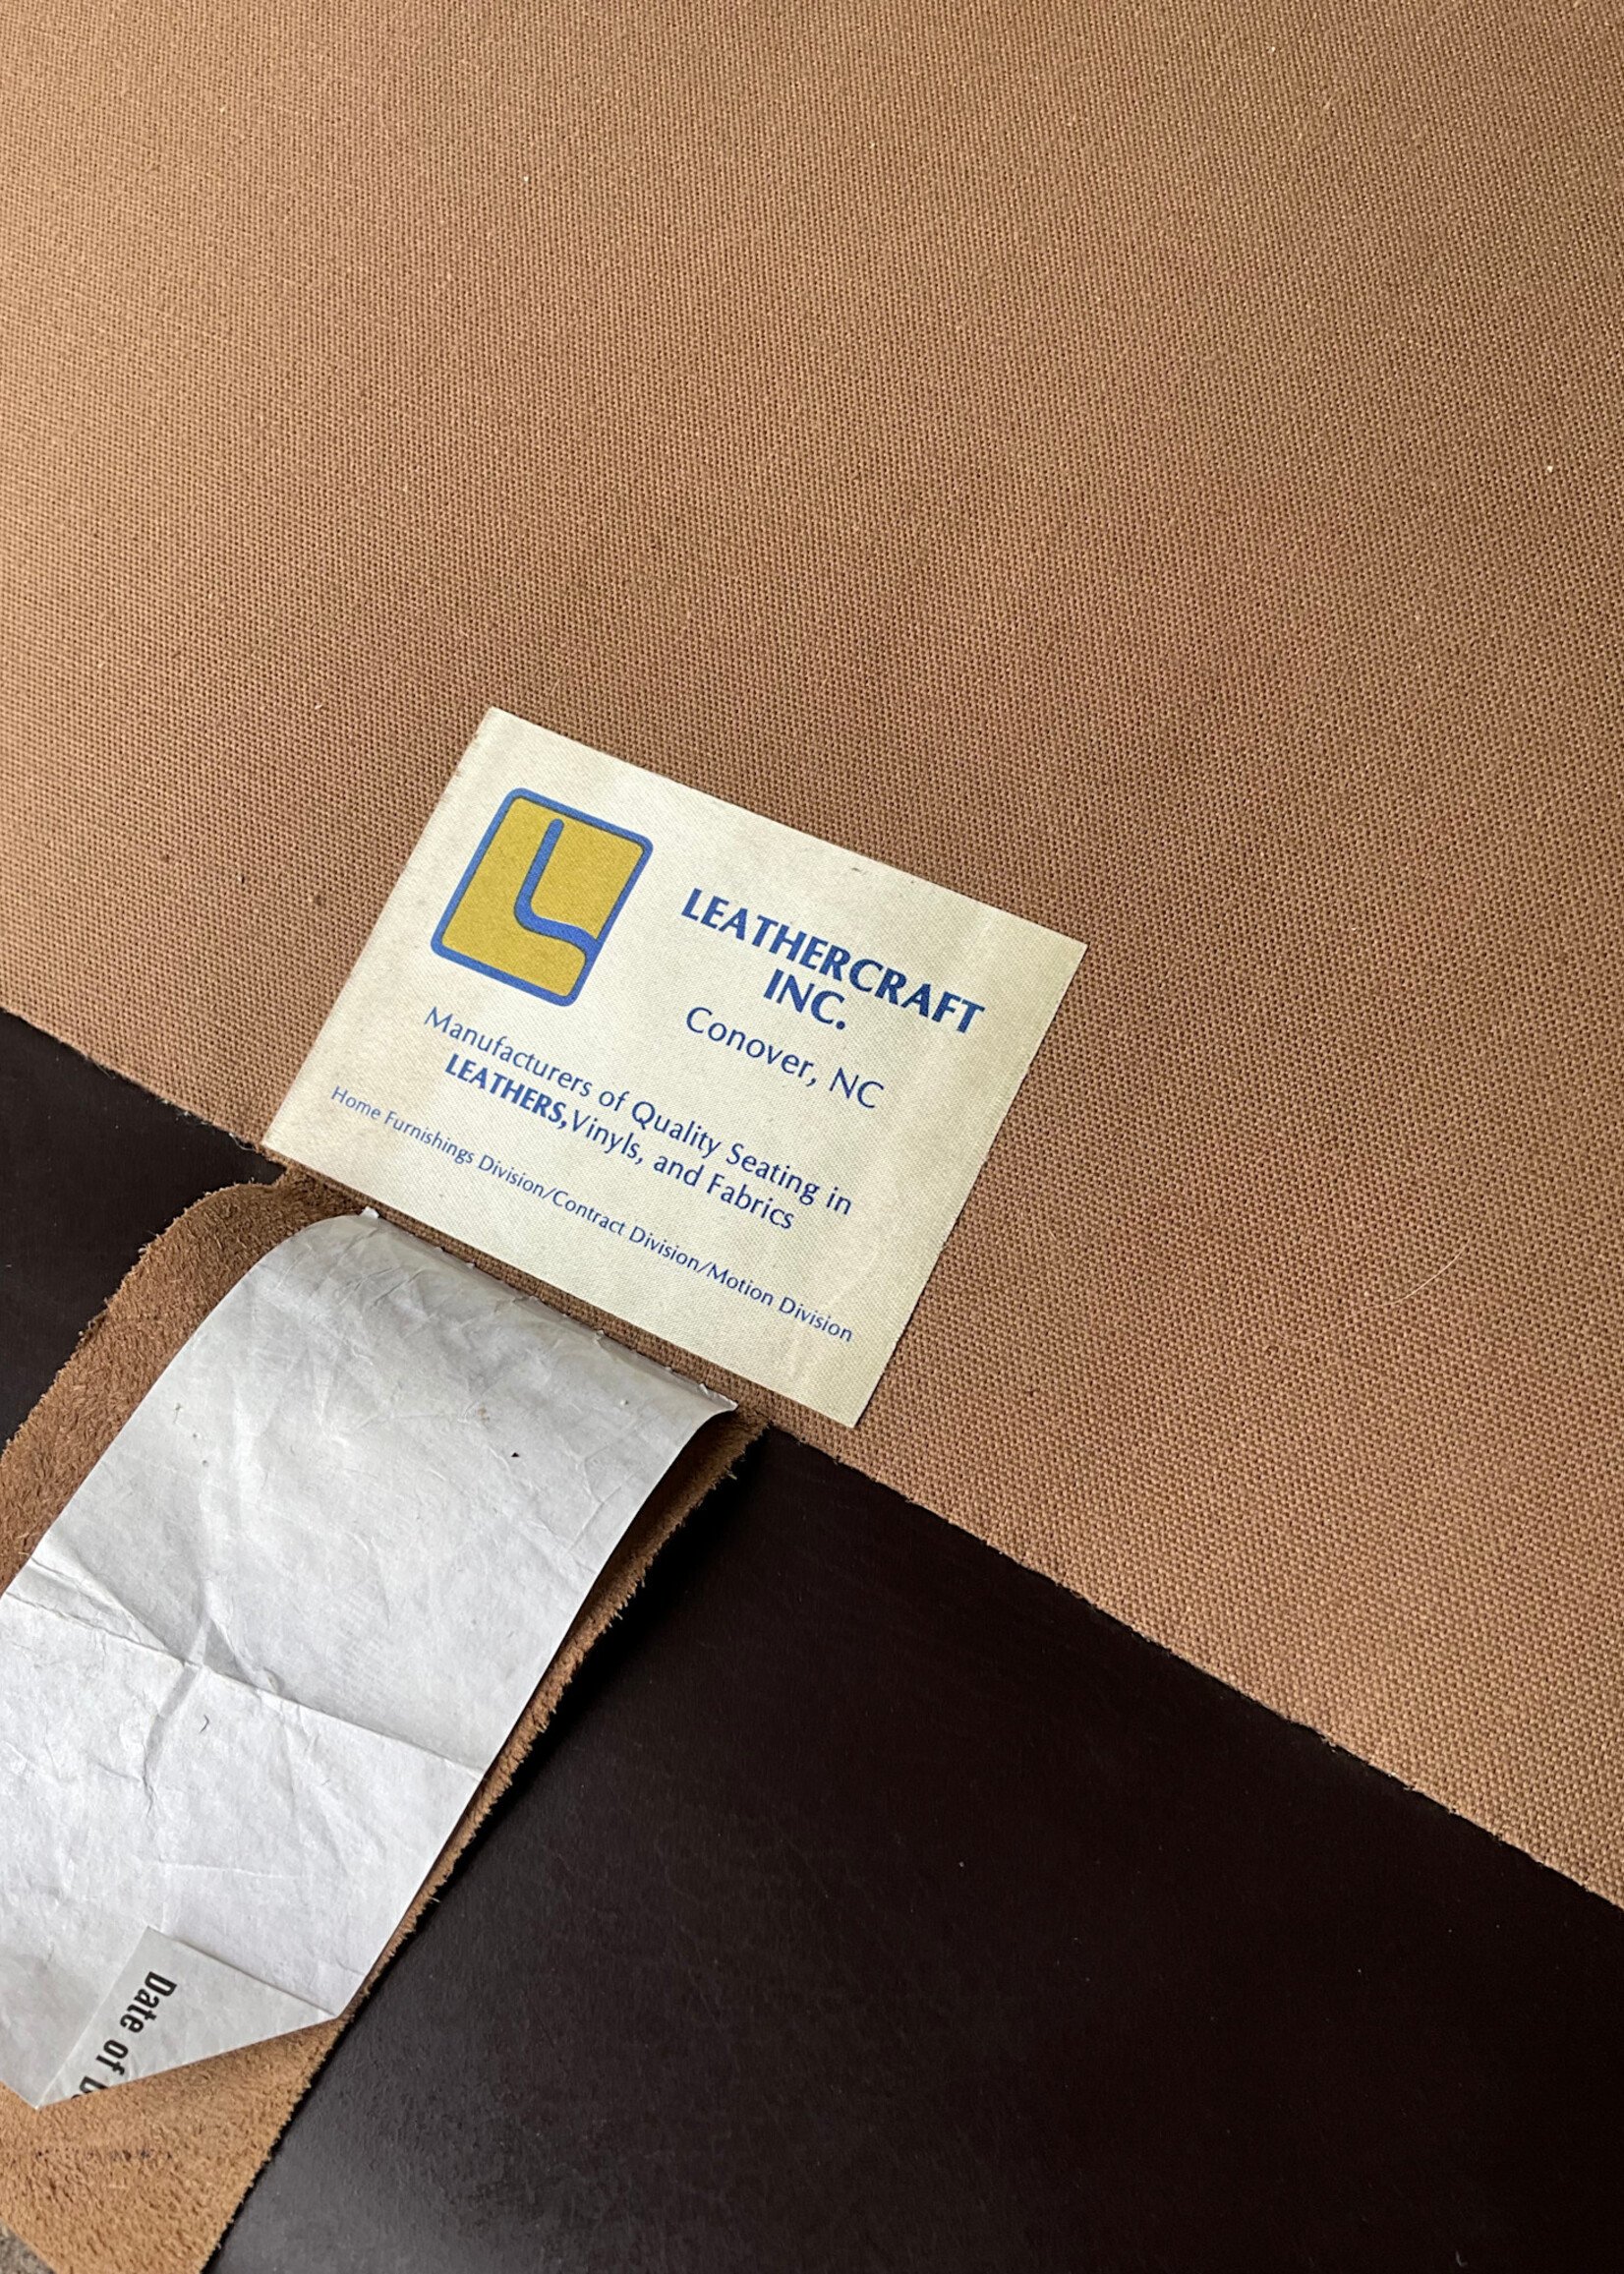 LEATHERCRAFT
INC.
Conover, NC
Manufacturers of Quality Seating in
LEATHERS, Vinyls, and Fabrics
Home Furnishings Division/Contract Division/Motion Division
Date of